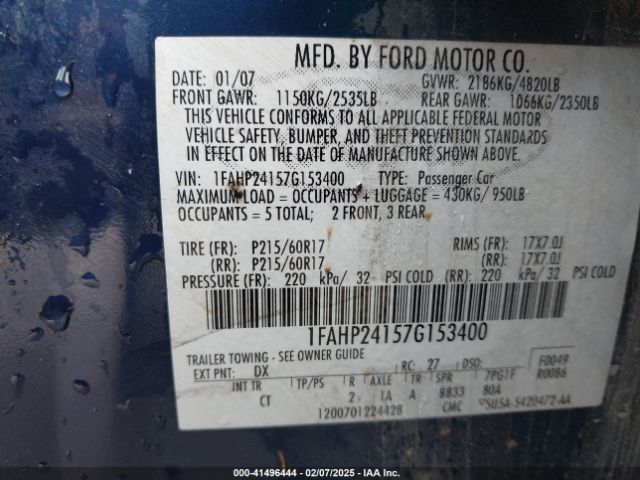 MFD. BY FORD MOTOR CO.
DATE: 01/07 GVWR: 2186KG/4820LB
FRONT GAWR: 1150KG/2535LB REAR GAWR: 1066KG/2350LB
THIS VEHICLE CONFORMS TO ALL APPLICABLE FEDERAL MOTOR
VEHICLE SAFETY, BUMPER, AND THEFT PREVENTION STANDARDS
IN EFFECT ON THE DATE OF MANUFACTURE SHOWN ABOVE.
VIN: 1FAHP24157G153400 TYPE: Passenger Car
MAXIMUM LOAD = OCCUPANTS + LUGGAGE = 430KG/ 950LB
OCCUPANTS = 5 TOTAL; 2 FRONT, 3 REAR
TIRE (FR): P215/60R17 RIMS (FR): 17X7.0J
(RR): P215/60R17 (RR): 17X7.0J
PRESSURE (FR): 220 kPa/ 32 PSI COLD (RR): 220 kPa/ 32 PSI COLD
1FAHP24157G153400
TRAILER TOWING - SEE OWNER GUIDE
EXT PNT: DX RC: 27 DSO: F0049
R0086
INT TR TP/PS R AXLE TR SPR 7PG1F
CT 2 1A A 8833 80A
1200701224428 CMC 5U5A-5420472-AA
000-41496444 - 02/07/2025 - IAA Inc.